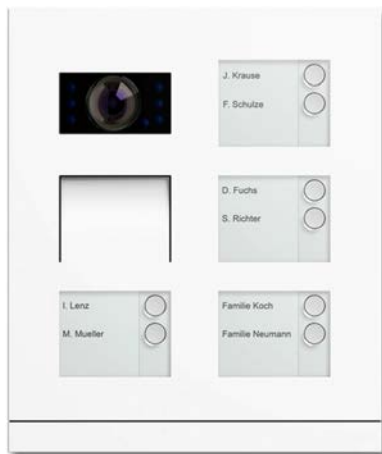 J. Krause
F. Schulze
D. Fuchs
S. Richter
I. Lenz
M. Mueller
Familie Koch
Familie Neumann